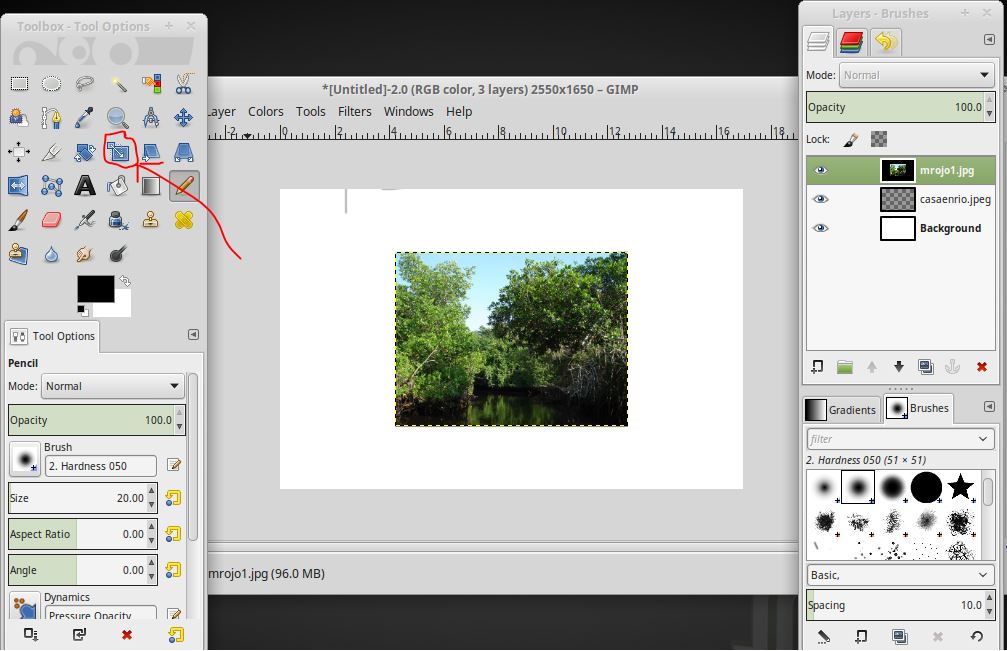 Toolbox - Tool Options
Layers - Brushes
*[Untitled]-2.0 (RGB color, 3 layers) 2550x1650 – GIMP
ayer Colors Tools Filters Windows Help
-2 0 2 4 6 8 10 12 14 16 18
Tool Options
Pencil
Mode: Normal
Opacity 100.0
Brush
2. Hardness 050
Size 20.00
Aspect Ratio 0.00
Angle 0.00
Dynamics
Pressure Opacity
mrojo1.jpg (96.0 MB)
Mode: Normal
Opacity 100.0
Lock:
mrojo1.jpg
casaenrio.jpeg
Background
Gradients Brushes
filter
2. Hardness 050 (51 × 51)
Basic,
Spacing 10.0